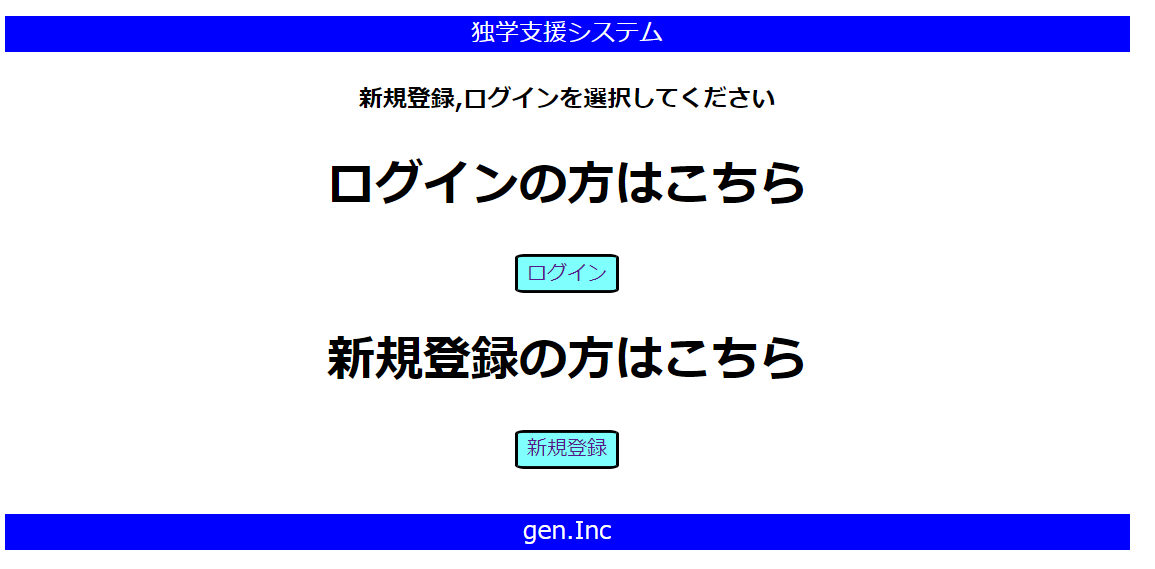 独学支援システム
新規登録,ログインを選択してください
ログインの方はこちら
ログイン
新規登録の方はこちら
新規登録
gen.Inc